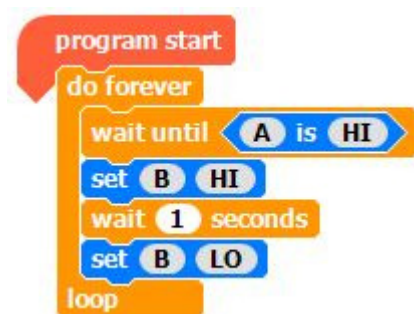 program start
do forever
wait until A is HI
set B HI
wait 1 seconds
set B LO
loop